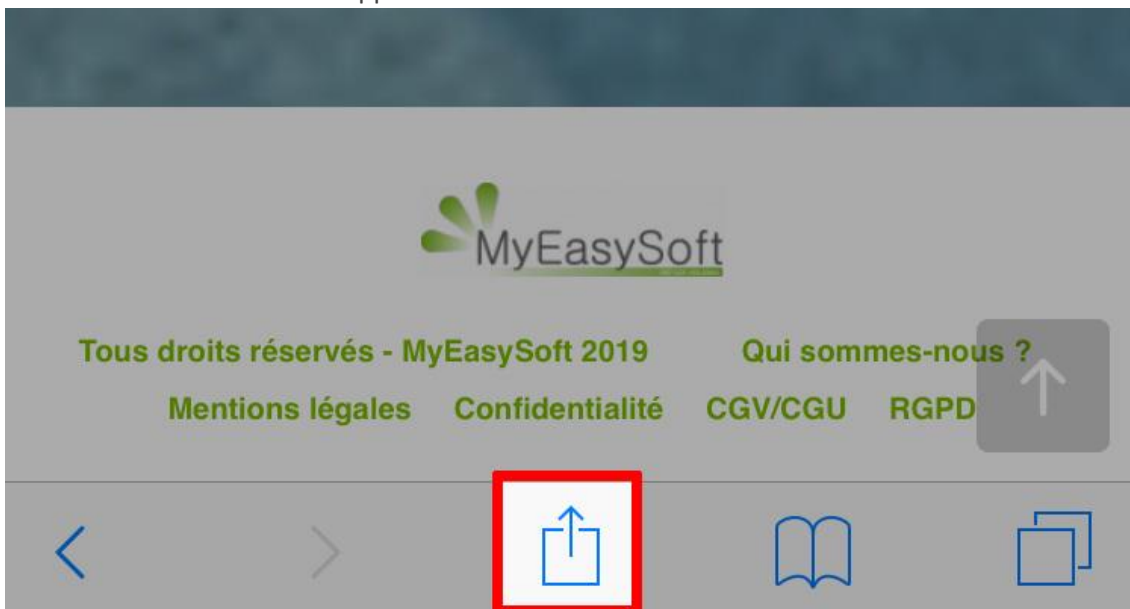 MyEasySoft
Tous droits réservés - MyEasySoft 2019 Qui sommes-nous ?
Mentions légales Confidentialité CGV/CGU RGPD